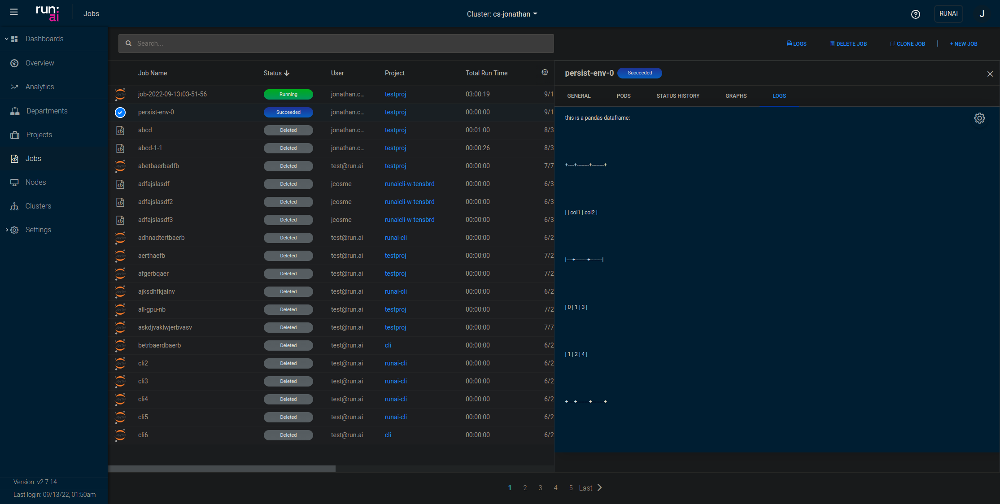 run:
ai
Jobs
Cluster: cs-jonathan
RUNAI
J
Dashboards
Overview
Analytics
Departments
Projects
Jobs
Nodes
Clusters
Settings
Version: v2.7.14
Last login: 09/13/22, 01:50am
Search...
LOGS
DELETE JOB
CLONE JOB
|
+ NEW JOB
Job Name Status User Project Total Run Time
job-2022-09-13t03-51-56 Running jonathan.c... testproj 03:00:19 9/1
persist-env-0 Succeeded jonathan.c... testproj 00:00:00 9/1
abcd Deleted jonathan.c... testproj 00:01:00 8/3
abcd-1-1 Deleted jonathan.c... testproj 00:00:26 8/3
abetbaerbadfb Deleted test@run.ai testproj 00:00:00 7/7
adfajslasdf Deleted jcosme runaicli-w-tensbrd 00:00:00 6/3
adfajslasdf2 Deleted jcosme runaicli-w-tensbrd 00:00:00 6/3
adfajslasdf3 Deleted jcosme runaicli-w-tensbrd 00:00:00 6/3
adhnadtertbaerb Deleted test@run.ai runai-cli 00:00:00 6/2
aerthaefb Deleted test@run.ai testproj 00:00:00 7/2
afgerbqaer Deleted test@run.ai testproj 00:00:00 7/2
ajksdhfkjalnv Deleted test@run.ai runai-cli 00:00:00 6/2
all-gpu-nb Deleted test@run.ai testproj 00:00:00 7/2
askdjvaklwjerbvasv Deleted test@run.ai testproj 00:00:00 7/7
betrbaerdbaerb Deleted test@run.ai cli 00:00:00 6/2
cli2 Deleted test@run.ai runai-cli 00:00:00 6/2
cli3 Deleted test@run.ai runai-cli 00:00:00 6/2
cli4 Deleted test@run.ai runai-cli 00:00:00 6/2
cli5 Deleted test@run.ai runai-cli 00:00:00 6/2
cli6 Deleted test@run.ai cli 00:00:00 6/2
persist-env-0 Succeeded
GENERAL PODS STATUS HISTORY GRAPHS LOGS
this is a pandas dataframe:
+----+--------+--------+
| | col1 | col2 |
|----+--------+--------|
| 0 | 1 | 3 |
| 1 | 2 | 4 |
+----+--------+--------+
1 2 3 4 5 Last